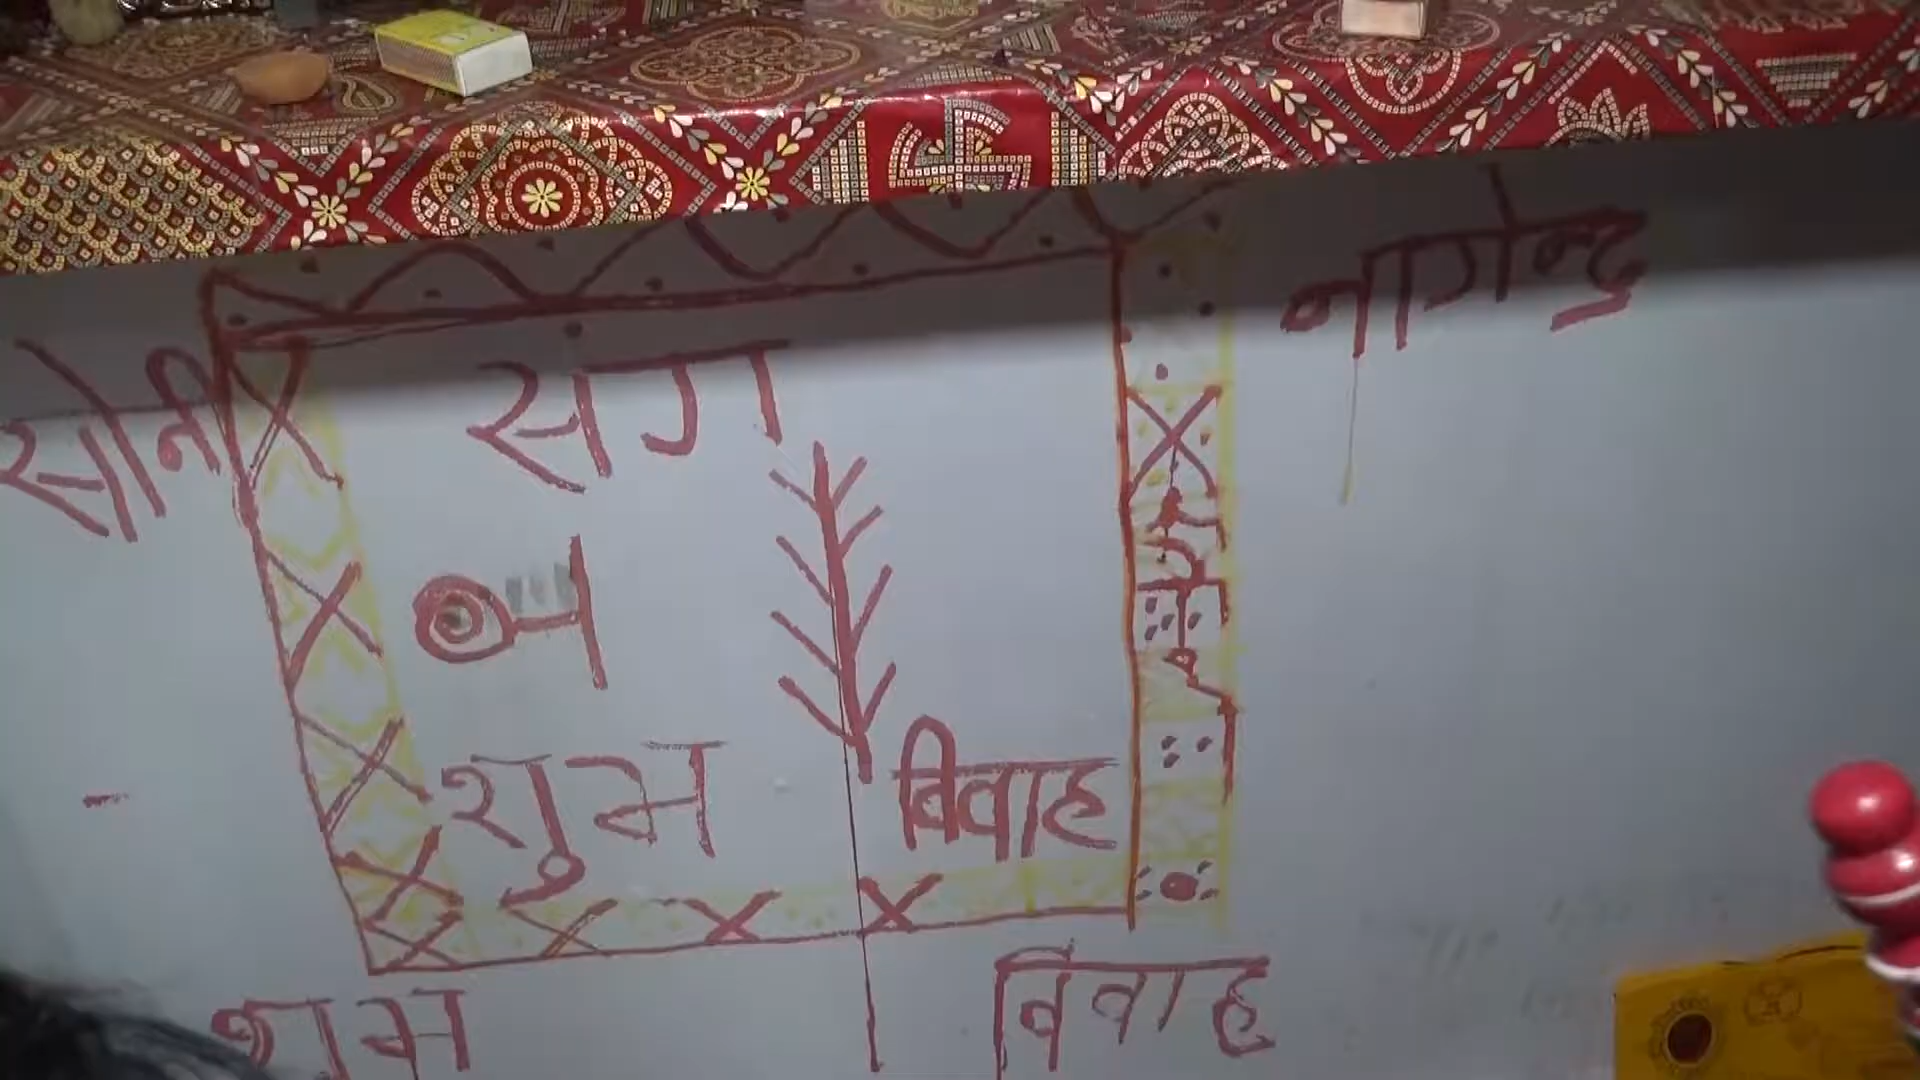 सोनी सग नागेन्द्र
शुभ विवाह
शुभ विवाह